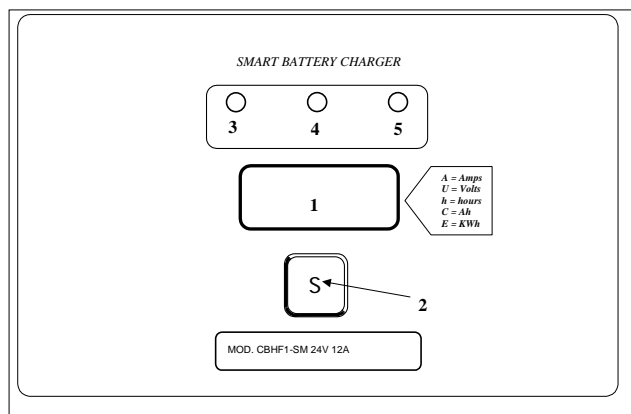 SMART BATTERY CHARGER
3 4 5
1
A = Amps
U = Volts
h = hours
C = Ah
E = KWh
S
2
MOD. CBHF1-SM 24V 12A